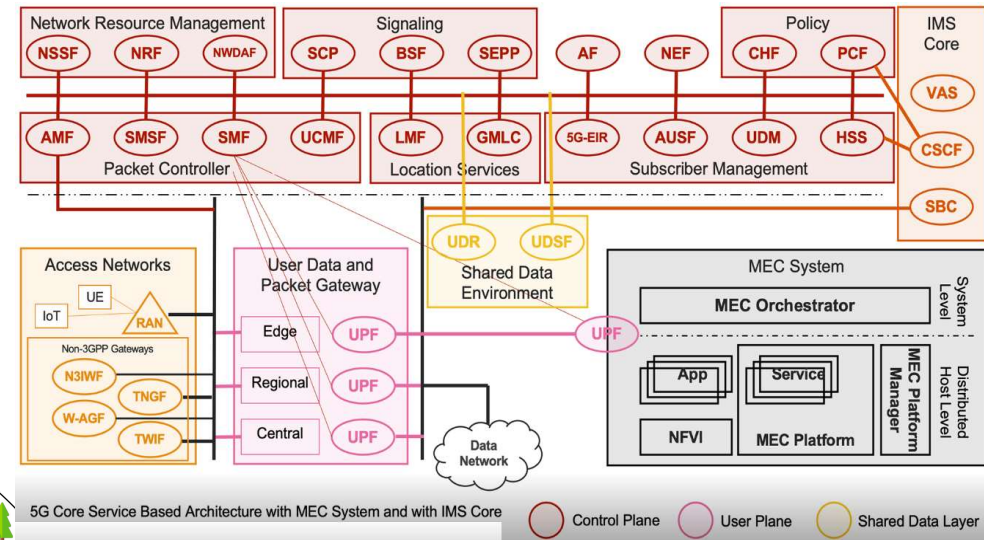 Network Resource Management
Signaling
Policy
IMS
Core
NSSF
NRF
NWDAF
SCP
BSF
SEPP
AF
NEF
CHF
PCF
VAS
AMF
SMSF
SMF
UCMF
LMF
GMLC
5G-EIR
AUSF
UDM
HSS
CSCF
Packet Controller
Location Services
Subscriber Management
SBC
Access Networks
UE
IoT
RAN
Non-3GPP Gateways
N3IWF
TNGF
W-AGF
TWIF
User Data and
Packet Gateway
Edge
UPF
Regional
UPF
Central
UPF
UDR
UDSF
Shared Data
Environment
UPF
Data
Network
MEC System
MEC Orchestrator
System
Level
App
Service
NFVI
MEC Platform
MEC Platform
Manager
Distributed
Host Level
5G Core Service Based Architecture with MEC System and with IMS Core
Control Plane
User Plane
Shared Data Layer